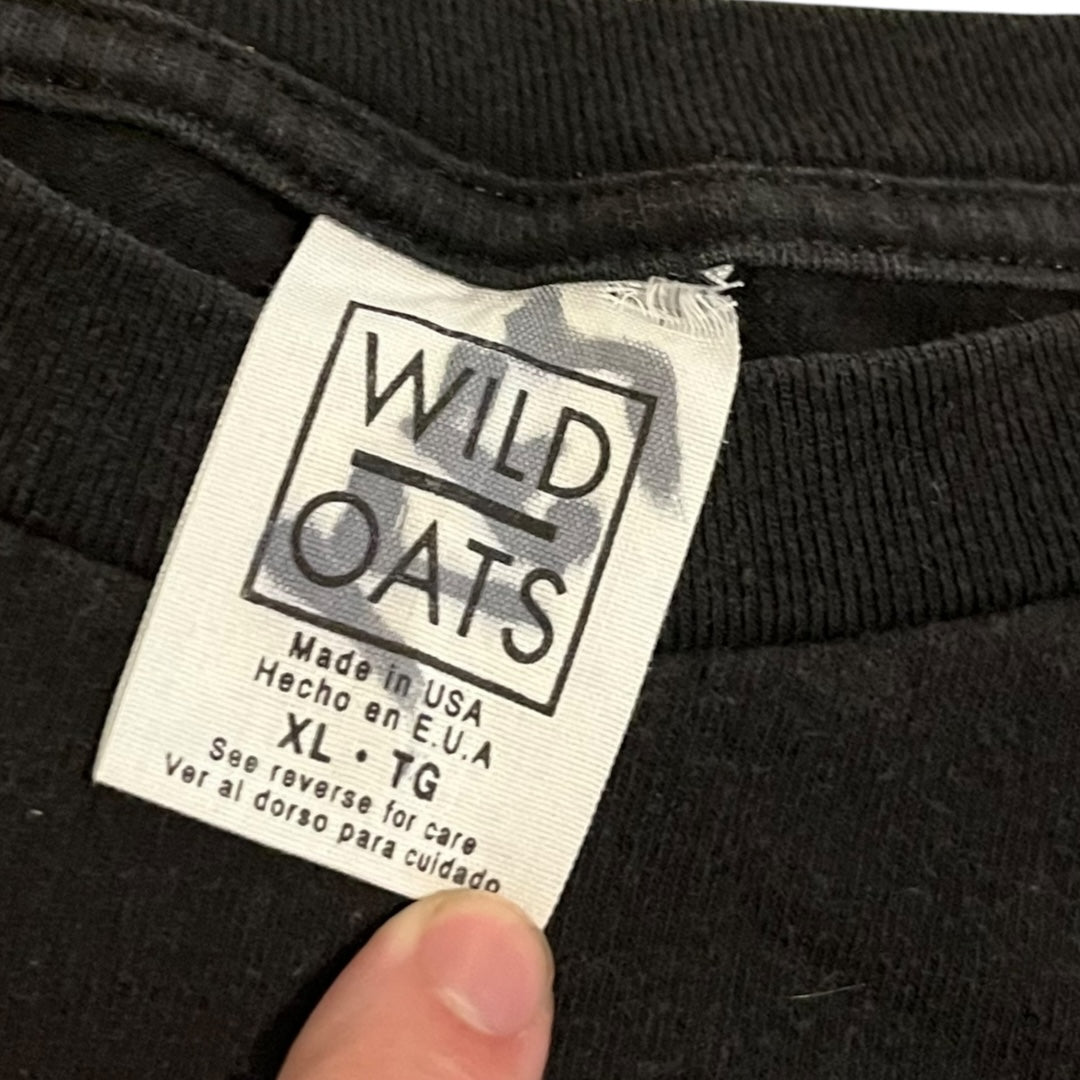 WILD
OATS
Made in USA
Hecho en E.U.A
XL • TG
See reverse for care
Ver al dorso para cuidado